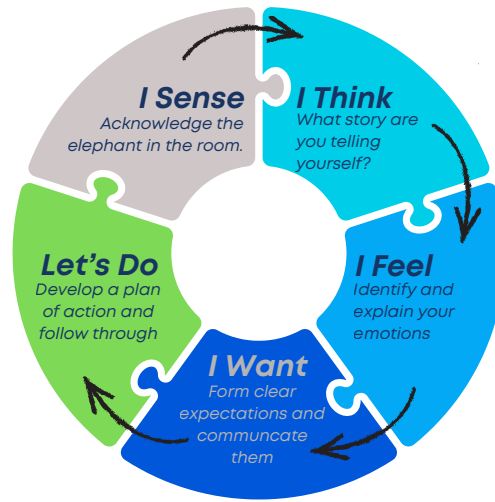 I Sense
Acknowledge the
elephant in the room.
I Think
What story are
you telling
yourself?
I Feel
Identify and
explain your
emotions
I Want
Form clear
expectations and
communcate
them
Let's Do
Develop a plan
of action and
follow through